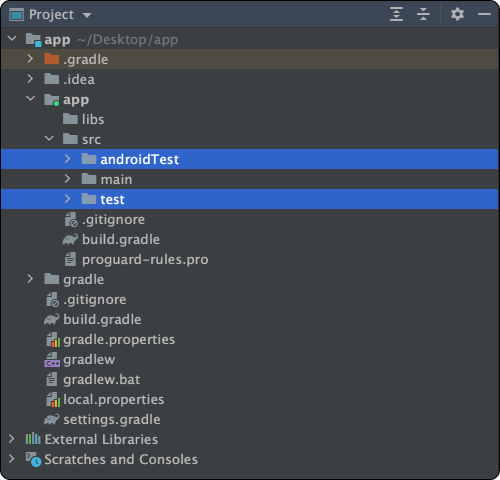 Project
app ~/Desktop/app
.gradle
.idea
app
libs
src
androidTest
main
test
.gitignore
build.gradle
proguard-rules.pro
gradle
.gitignore
build.gradle
gradle.properties
gradlew
gradlew.bat
local.properties
settings.gradle
External Libraries
Scratches and Consoles